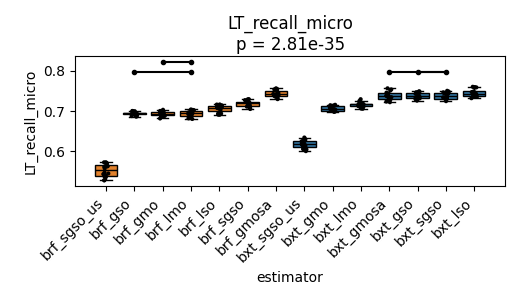 LT_recall_micro
p = 2.81e-35
LT_recall_micro
0.8
0.7
0.6
brf_sgso_us
brf_gso
brf_gmo
brf_lmo
brf_lso
brf_sgso
brf_gmosa
bxt_sgso_us
bxt_gmo
bxt_lmo
bxt_gmosa
bxt_gso
bxt_sgso
bxt_lso
estimator